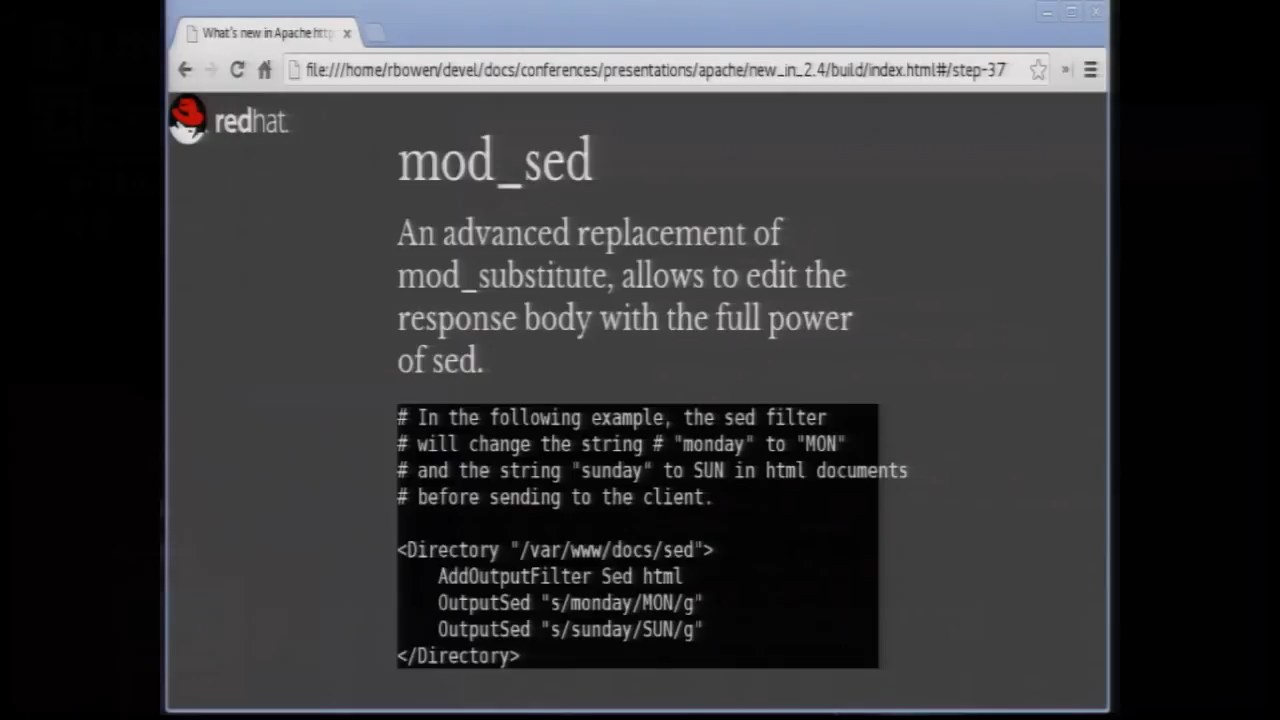 What's new in Apache http
file:///home/rbowen/devel/docs/conferences/presentations/apache/new_in_2.4/build/index.html#/step-37
redhat.
mod_sed
An advanced replacement of
mod_substitute, allows to edit the
response body with the full power
of sed.
# In the following example, the sed filter
# will change the string # "monday" to "MON"
# and the string "sunday" to SUN in html documents
# before sending to the client.
<Directory "/var/www/docs/sed">
AddOutputFilter Sed html
OutputSed "s/monday/MON/g"
OutputSed "s/sunday/SUN/g"
</Directory>